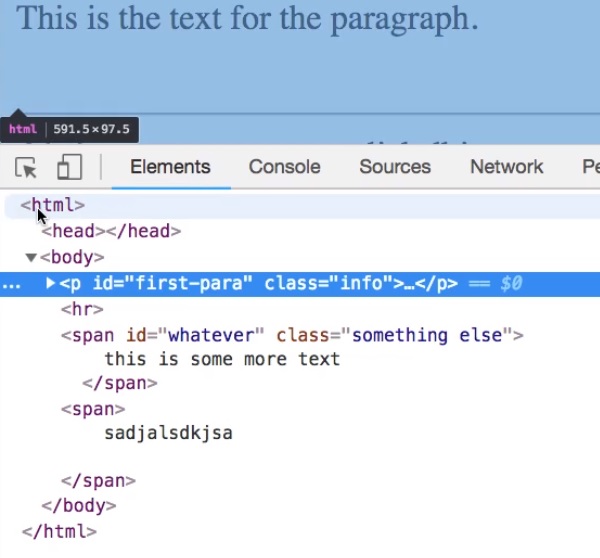 This is the text for the paragraph.
html 591.5×97.5
Elements Console Sources Network
<html>
<head></head>
<body>
… <p id="first-para" class="info">…</p> == $0
<hr>
<span id="whatever" class="something else">
this is some more text
</span>
<span>
sadjalsdkjsa
</span>
</body>
</html>